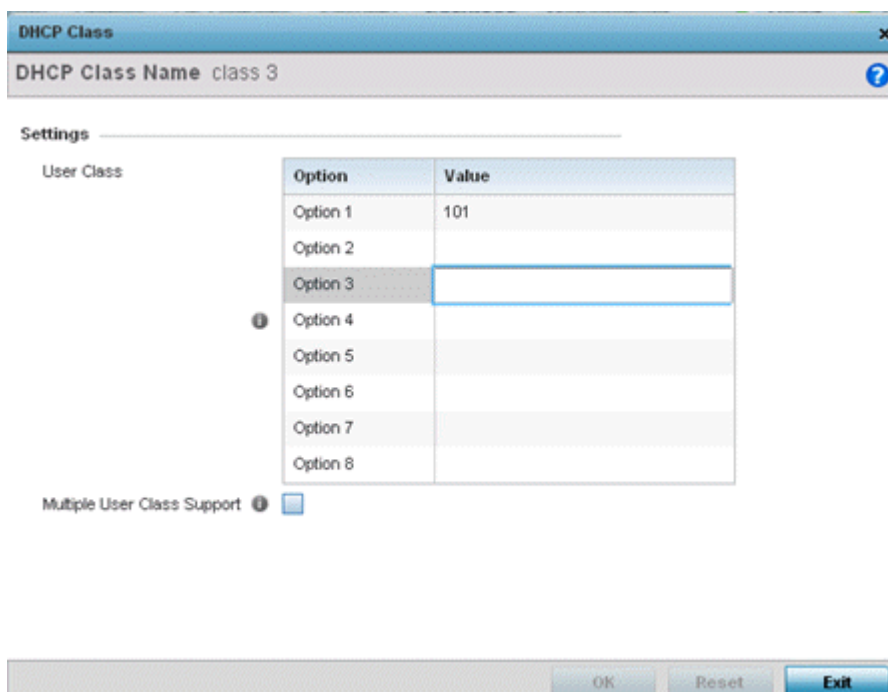 DHCP Class
DHCP Class Name class 3
Settings
User Class
Option Value
Option 1 101
Option 2
Option 3
Option 4
Option 5
Option 6
Option 7
Option 8
Multiple User Class Support
OK Reset Exit